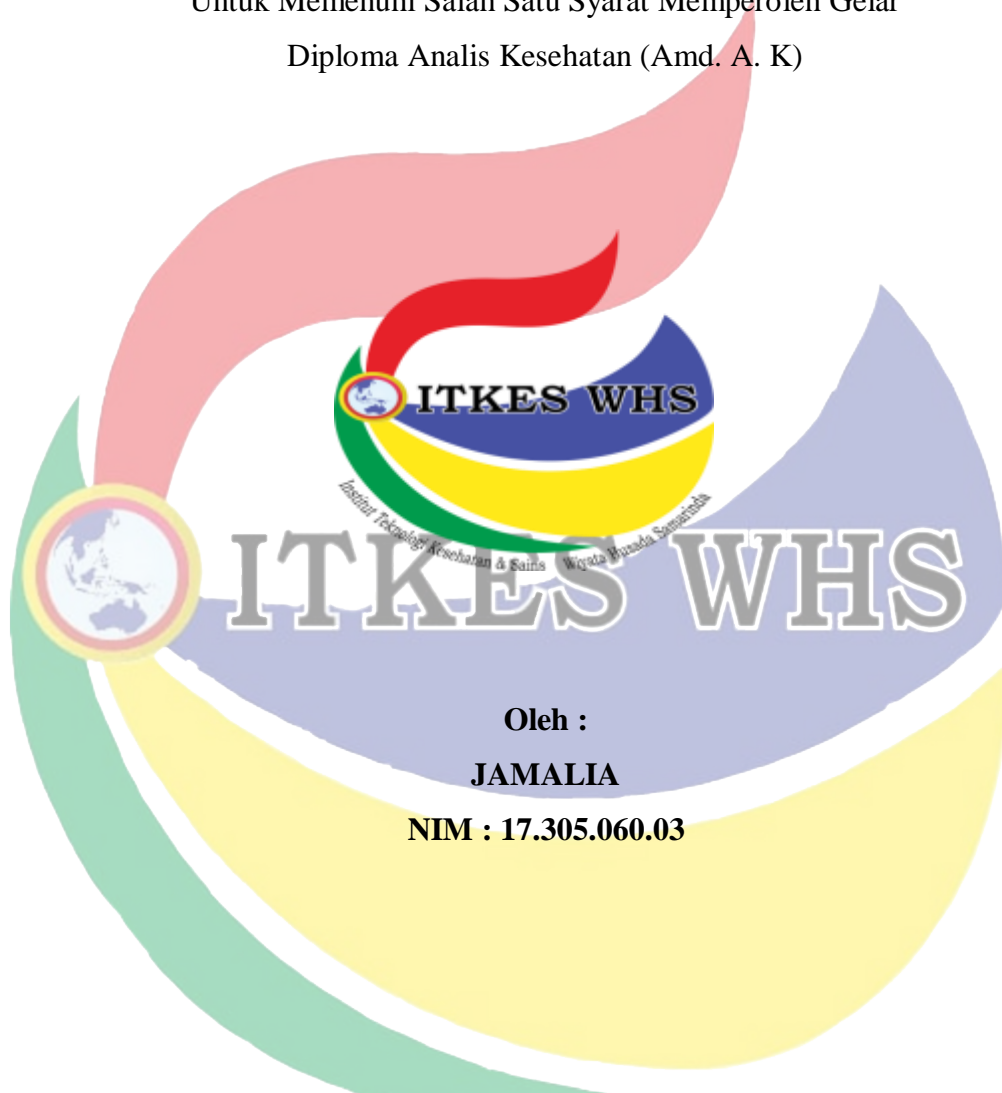 Untuk Memenuhi Salah Satu Syarat Memperoleh Gelar
Diploma Analis Kesehatan (Amd. A. K)
ITKES WHS
Institut Teknologi Kesehatan & Sains Wiyata Husada Samarinda
ITKES WHS
Oleh :
JAMALIA
NIM : 17.305.060.03